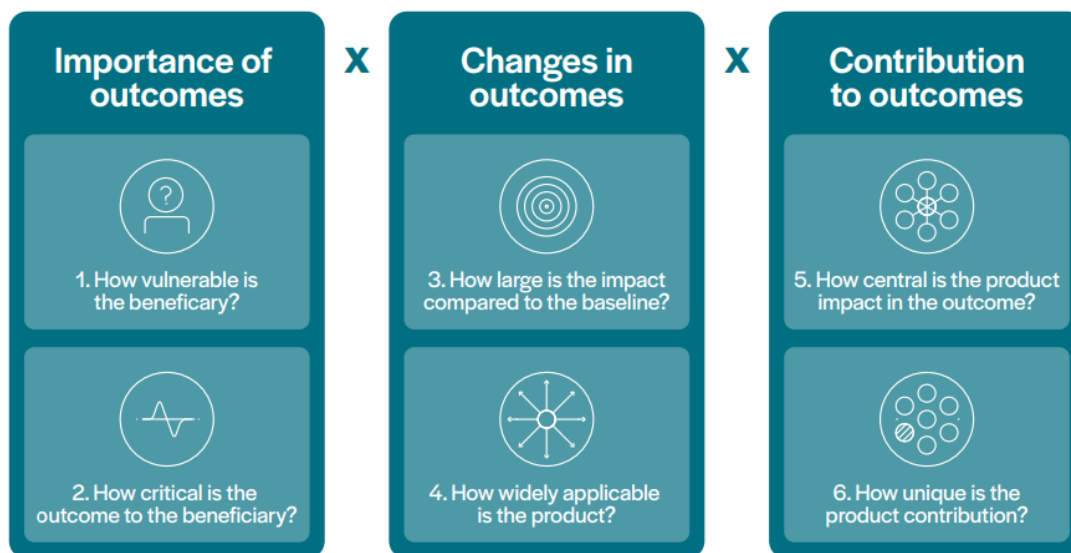 Importance of
outcomes
X
Changes in
outcomes
X
Contribution
to outcomes
?
1. How vulnerable is
the beneficary?
3. How large is the impact
compared to the baseline?
5. How central is the product
impact in the outcome?
2. How critical is the
outcome to the beneficiary?
4. How widely applicable
is the product?
6. How unique is the
product contribution?